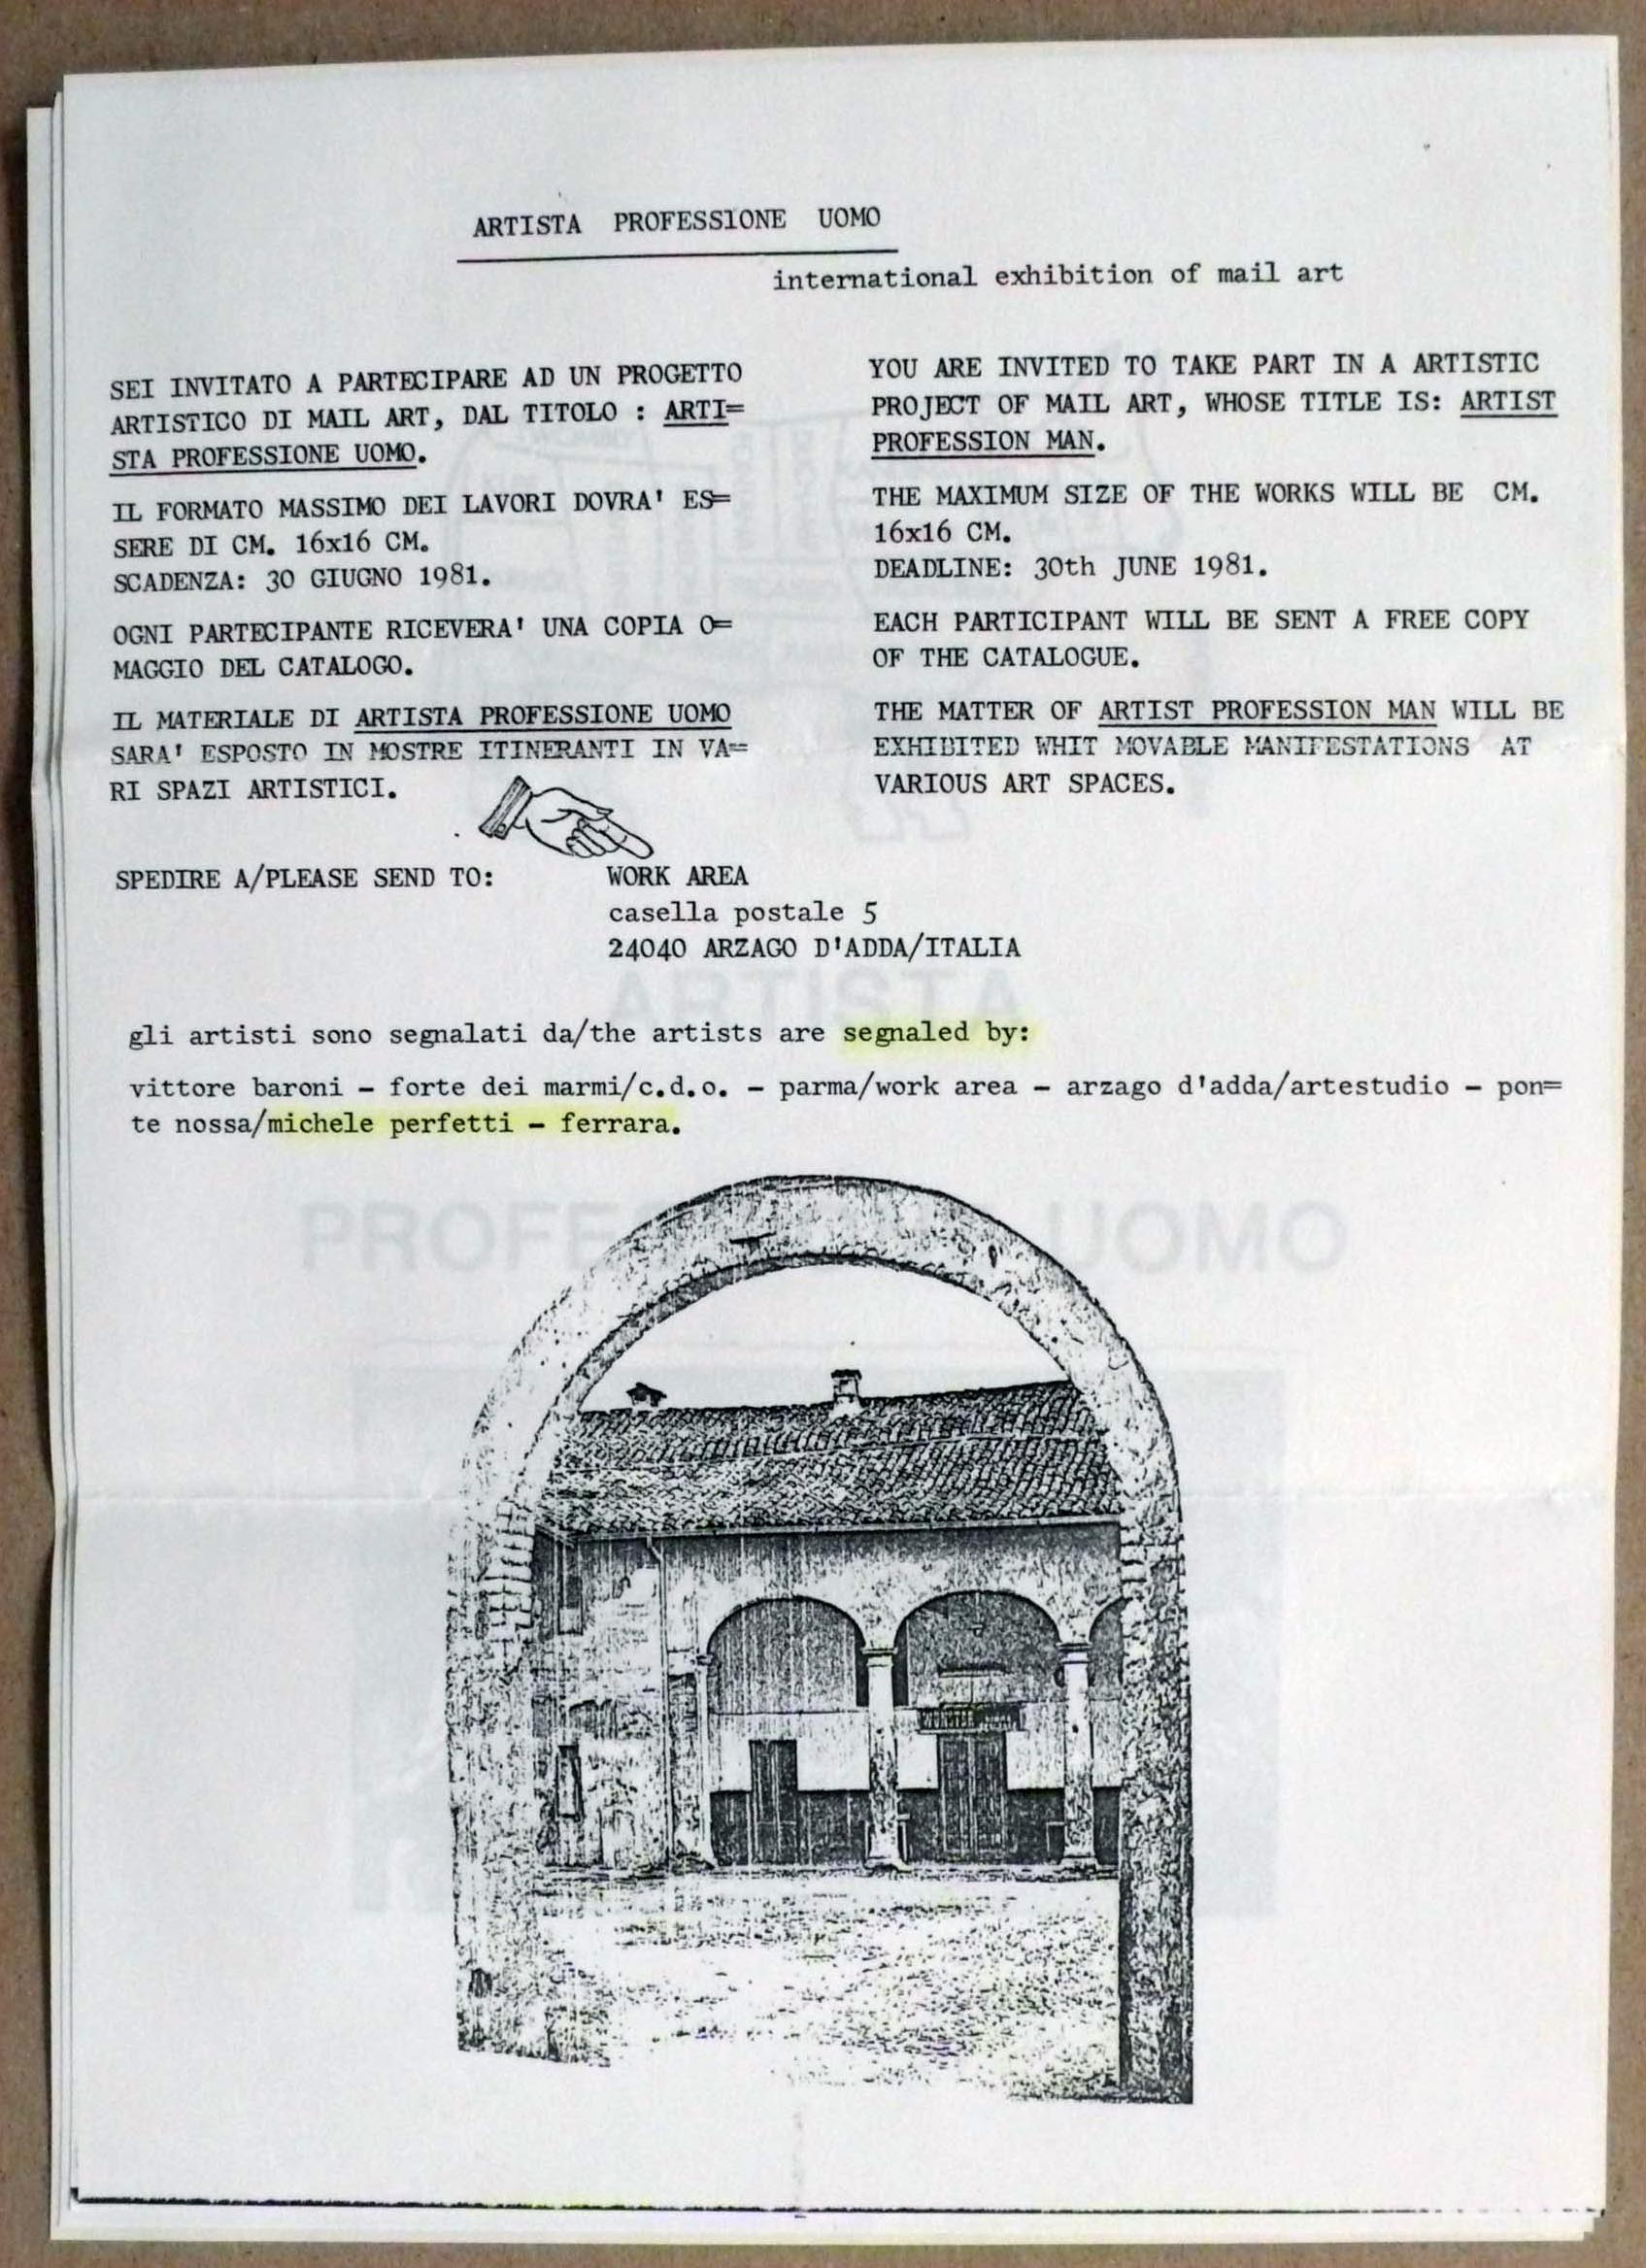 ARTISTA PROFESSIONE UOMO
international exhibition of mail art
SEI INVITATO A PARTECIPARE AD UN PROGETTO
ARTISTICO DI MAIL ART, DAL TITOLO : ARTI=
STA PROFESSIONE UOMO.
IL FORMATO MASSIMO DEI LAVORI DOVRA' ES=
SERE DI CM. 16x16 CM.
SCADENZA: 30 GIUGNO 1981.
OGNI PARTECIPANTE RICEVERA' UNA COPIA O=
MAGGIO DEL CATALOGO.
IL MATERIALE DI ARTISTA PROFESSIONE UOMO
SARA' ESPOSTO IN MOSTRE ITINERANTI IN VA=
RI SPAZI ARTISTICI.
YOU ARE INVITED TO TAKE PART IN A ARTISTIC
PROJECT OF MAIL ART, WHOSE TITLE IS: ARTIST
PROFESSION MAN.
THE MAXIMUM SIZE OF THE WORKS WILL BE CM.
16x16 CM.
DEADLINE: 30th JUNE 1981.
EACH PARTICIPANT WILL BE SENT A FREE COPY
OF THE CATALOGUE.
THE MATTER OF ARTIST PROFESSION MAN WILL BE
EXHIBITED WHIT MOVABLE MANIFESTATIONS AT
VARIOUS ART SPACES.
SPEDIRE A/PLEASE SEND TO: WORK AREA
casella postale 5
24040 ARZAGO D'ADDA/ITALIA
ARTISTA
gli artisti sono segnalati da/the artists are segnaled by:
vittore baroni - forte dei marmi/c.d.o. - parma/work area - arzago d'adda/artestudio - pon=
te nossa/michele perfetti - ferrara.
UOMO